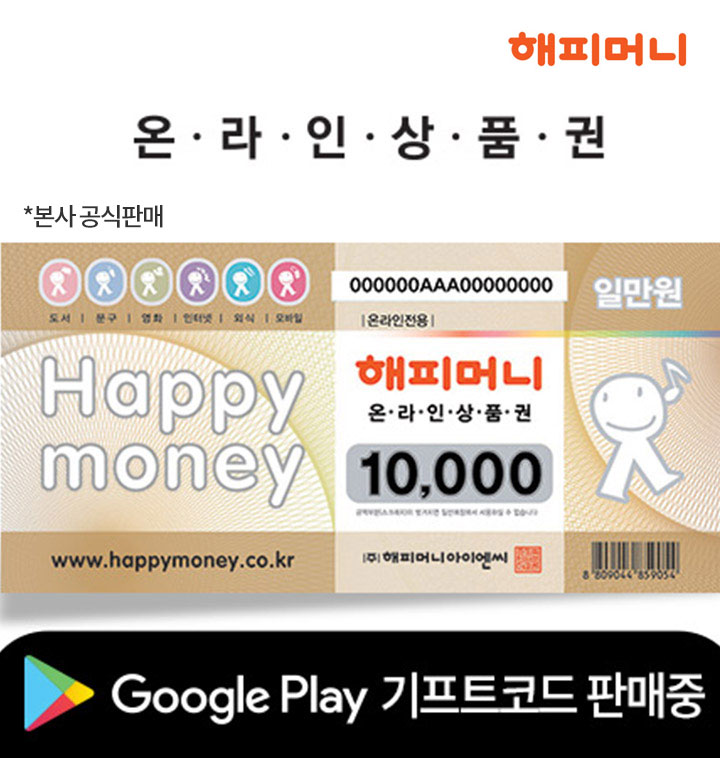 해피머니
온·라·인·상·품·권
*본사 공식판매
000000AAA00000000
일만원
도서 | 문구 | 영화 | 인터넷 | 외식 | 모바일
|온라인전용|
Happy
money
해피머니
온·라·인·상·품·권
10,000
www.happymoney.co.kr
(주)해피머니아이엔씨
8 809044 859054
Google Play 기프트코드 판매중